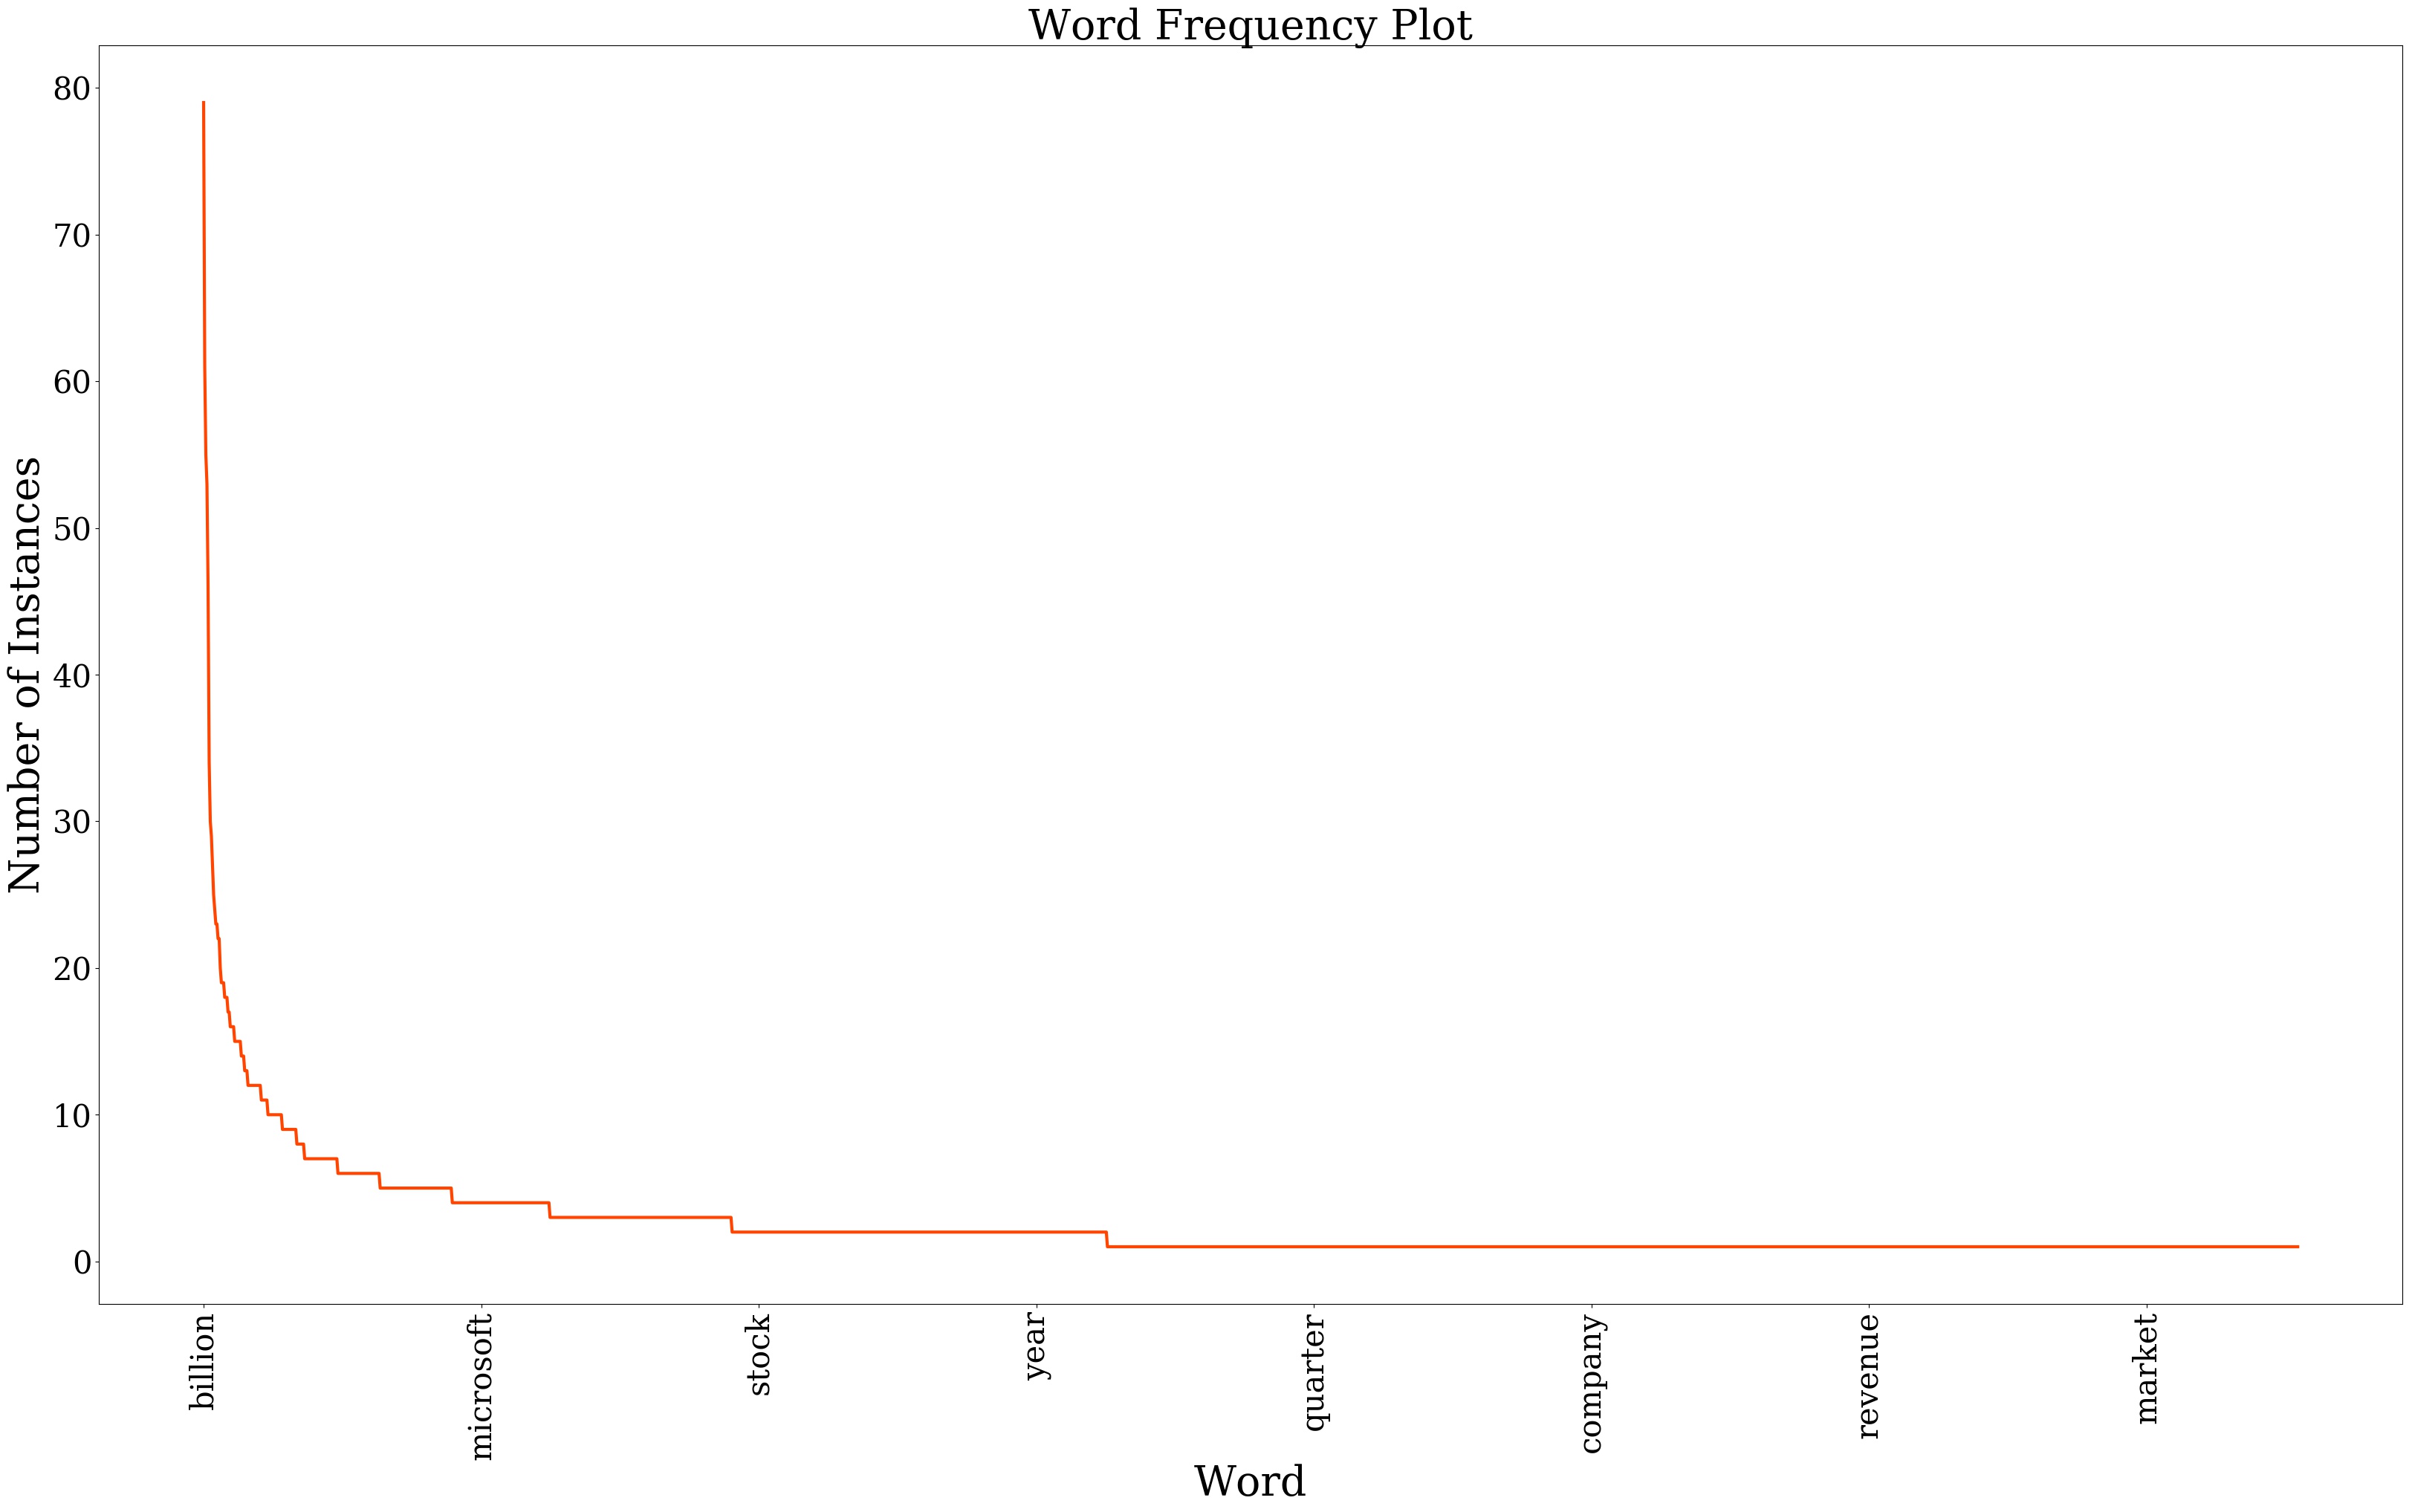 Word Frequency Plot
80
70
60
50
40
30
20
10
0
Number of Instances
billion
microsoft
stock
year
quarter
company
revenue
market
Word